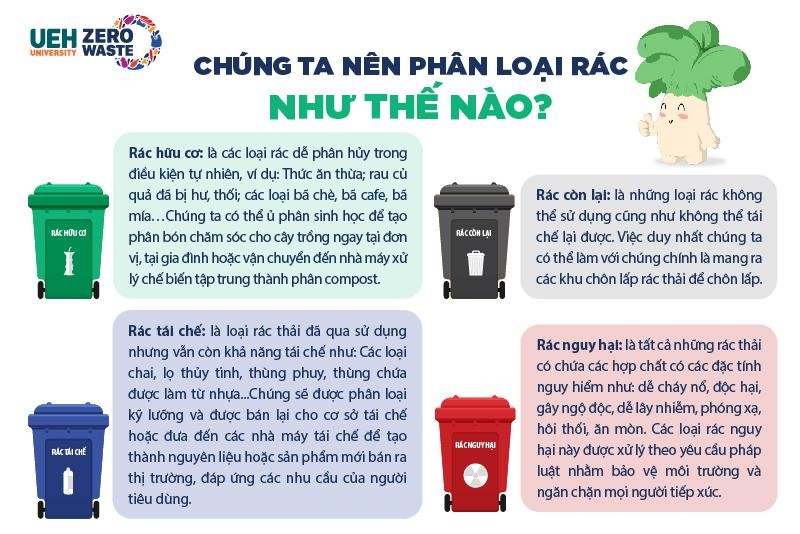 UEH ZERO
UNIVERSITY WASTE
CHÚNG TA NÊN PHÂN LOẠI RÁC
NHƯ THẾ NÀO?
RÁC HỮU CƠ
Rác hữu cơ: là các loại rác dễ phân hủy trong
điều kiện tự nhiên, ví dụ: Thức ăn thừa; rau củ
quả đã bị hư, thối; các loại bã chè, bã cafe, bã
mía…Chúng ta có thể ủ phân sinh học để tạo
phân bón chăm sóc cho cây trồng ngay tại đơn
vị, tại gia đình hoặc vận chuyển đến nhà máy xử
lý chế biến tập trung thành phân compost.
RÁC CÒN LẠI
Rác còn lại: là những loại rác không
thể sử dụng cũng như không thể tái
chế lại được. Việc duy nhất chúng ta
có thể làm với chúng chính là mang ra
các khu chôn lấp rác thải để chôn lấp.
RÁC TÁI CHẾ
Rác tái chế: là loại rác thải đã qua sử dụng
nhưng vẫn còn khả năng tái chế như: Các loại
chai, lọ thủy tinh, thùng phuy, thùng chứa
được làm từ nhựa...Chúng sẽ được phân loại
kỹ lưỡng và được bán lại cho cơ sở tái chế
hoặc đưa đến các nhà máy tái chế để tạo
thành nguyên liệu hoặc sản phẩm mới bán ra
thị trường, đáp ứng các nhu cầu của người
tiêu dùng.
RÁC NGUY HẠI
Rác nguy hại: là tất cả những rác thải
có chứa các hợp chất có các đặc tính
nguy hiểm như: dễ cháy nổ, độc hại,
gây ngộ độc, dễ lây nhiễm, phóng xạ,
hôi thối, ăn mòn. Các loại rác nguy
hại này được xử lý theo yêu cầu pháp
luật nhằm bảo vệ môi trường và
ngăn chặn mọi người tiếp xúc.